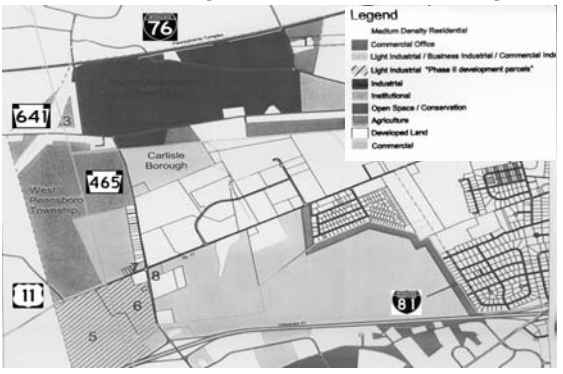 Legend
Medium Density Residential
Commercial Office
Light Industrial / Business Industrial / Commercial Ind
Light Industrial "Phase II development parcels"
Industrial
Institutional
Open Space / Conservation
Agriculture
Developed Land
Commercial
INTERSTATE
76
Pennsylvania Turnpike
641
3
Carlisle
Borough
465
West
Pennsboro
Township
11
8
6
5
81